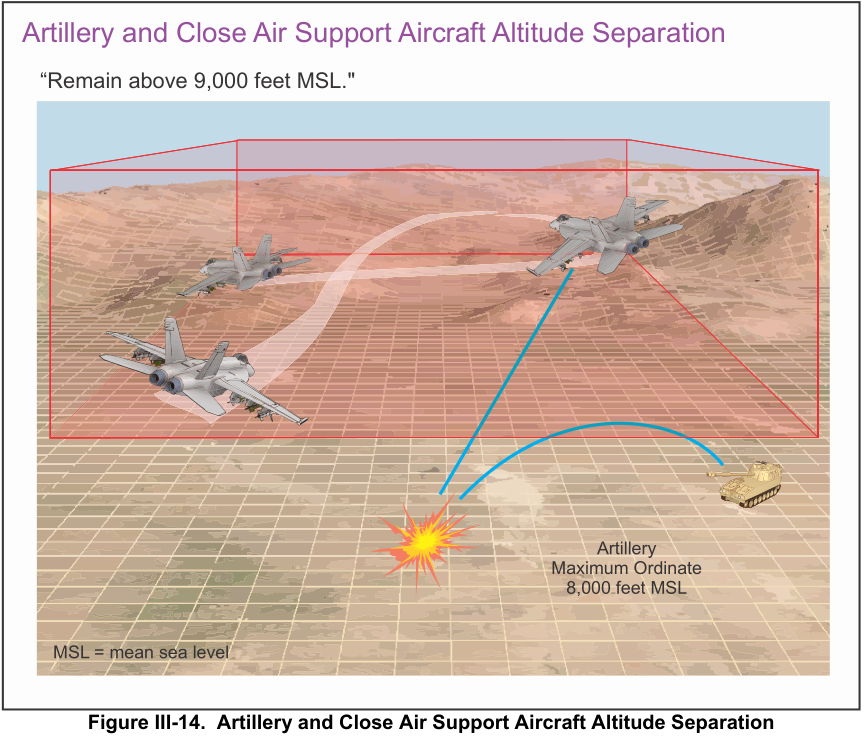 Artillery and Close Air Support Aircraft Altitude Separation
“Remain above 9,000 feet MSL."
Artillery
Maximum Ordinate
8,000 feet MSL
MSL = mean sea level
Figure III-14.  Artillery and Close Air Support Aircraft Altitude Separation